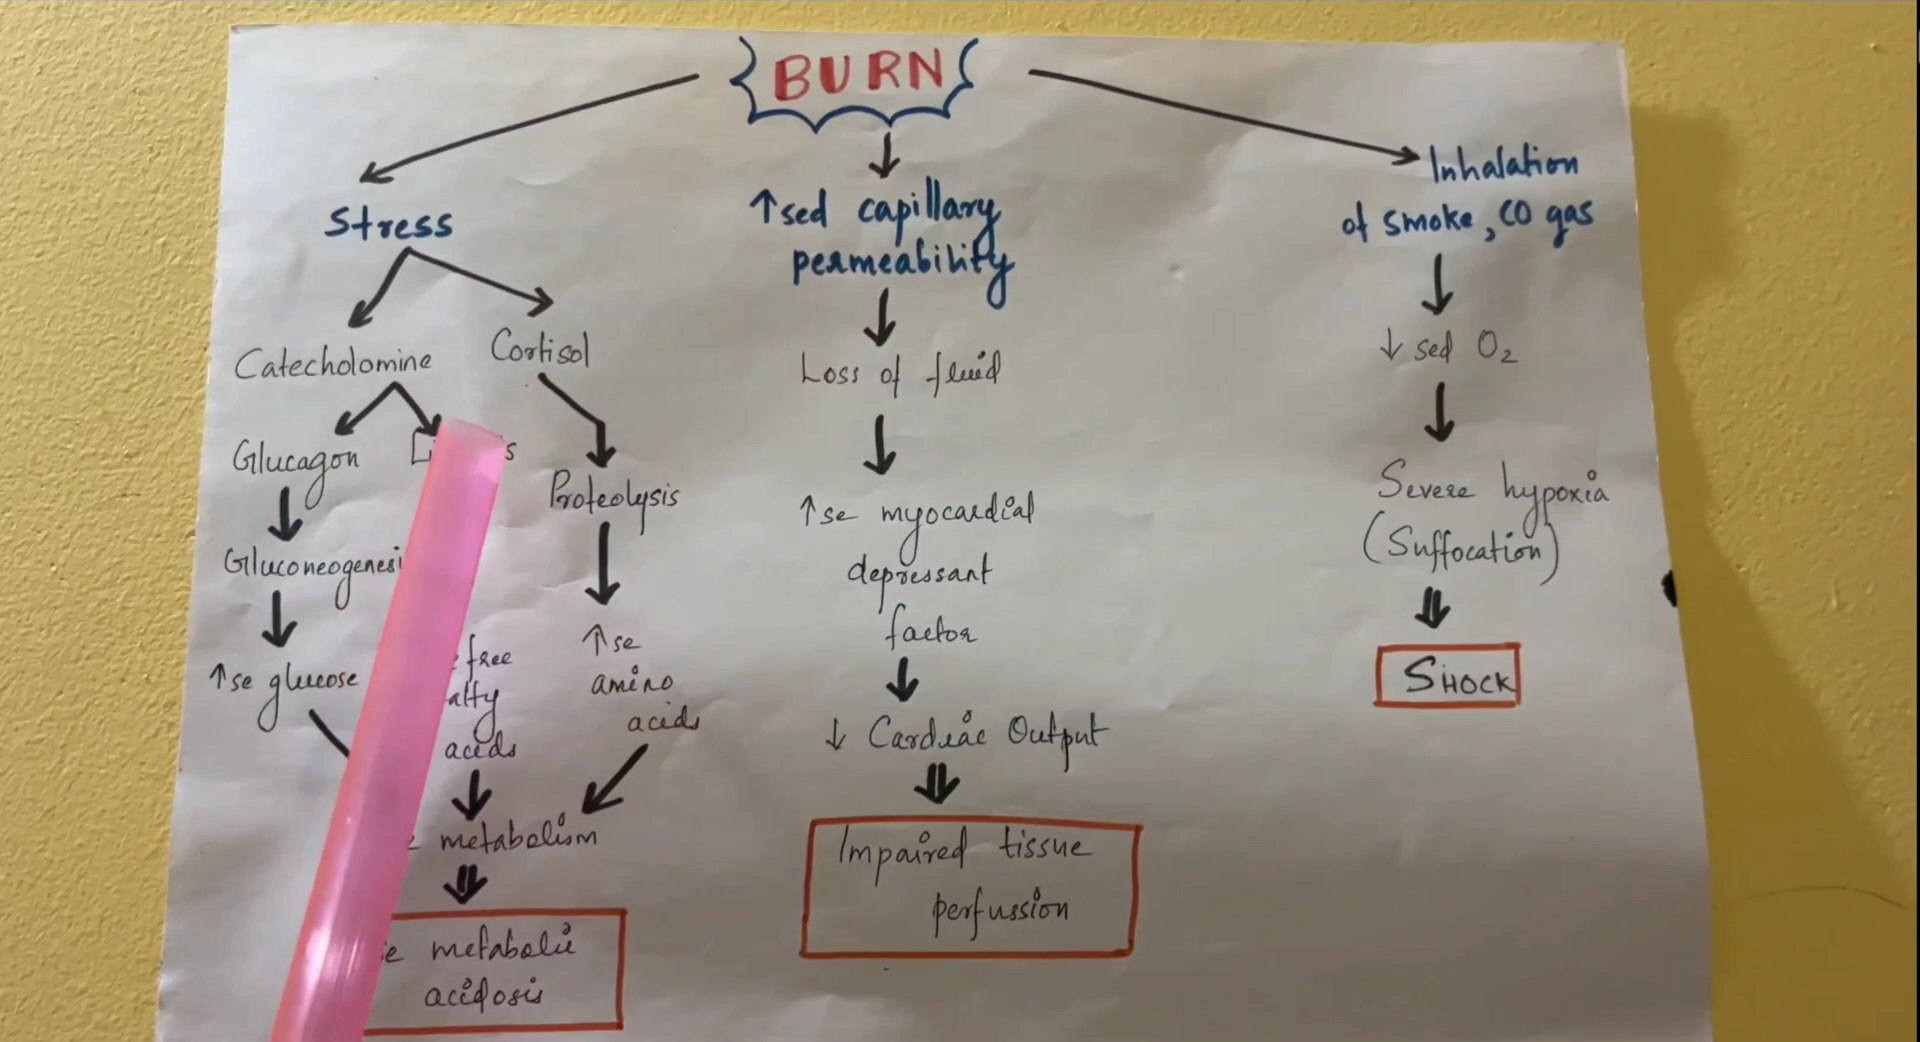 BURN
Stress
Catecholomine
Cortisol
Glucagon
Proteolysis
Gluconeogenesi
↑se glucose
free
acids
↑se
amino
acids
metabolism
metabolic
acidosis
↑sed capillary
permeability
Loss of fluid
↑se myocardial
depressant
factor
↓ Cardiac Output
Impaired tissue
perfussion
Inhalation
of smoke, CO gas
↓ sed O₂
Severe hypoxia
(Suffocation)
SHOCK